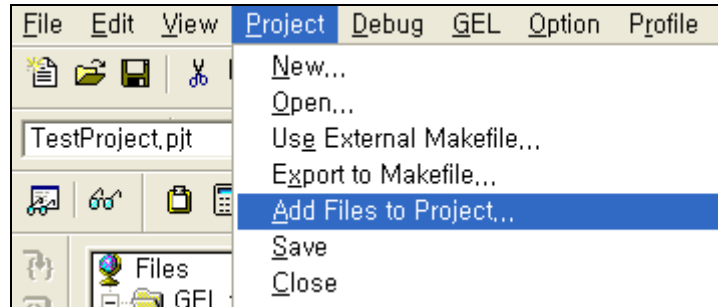 File Edit View Project Debug GEL Option Profile
New...
Open...
TestProject.pjt
Use External Makefile...
Export to Makefile...
Add Files to Project...
Save
Files
Close
GEL